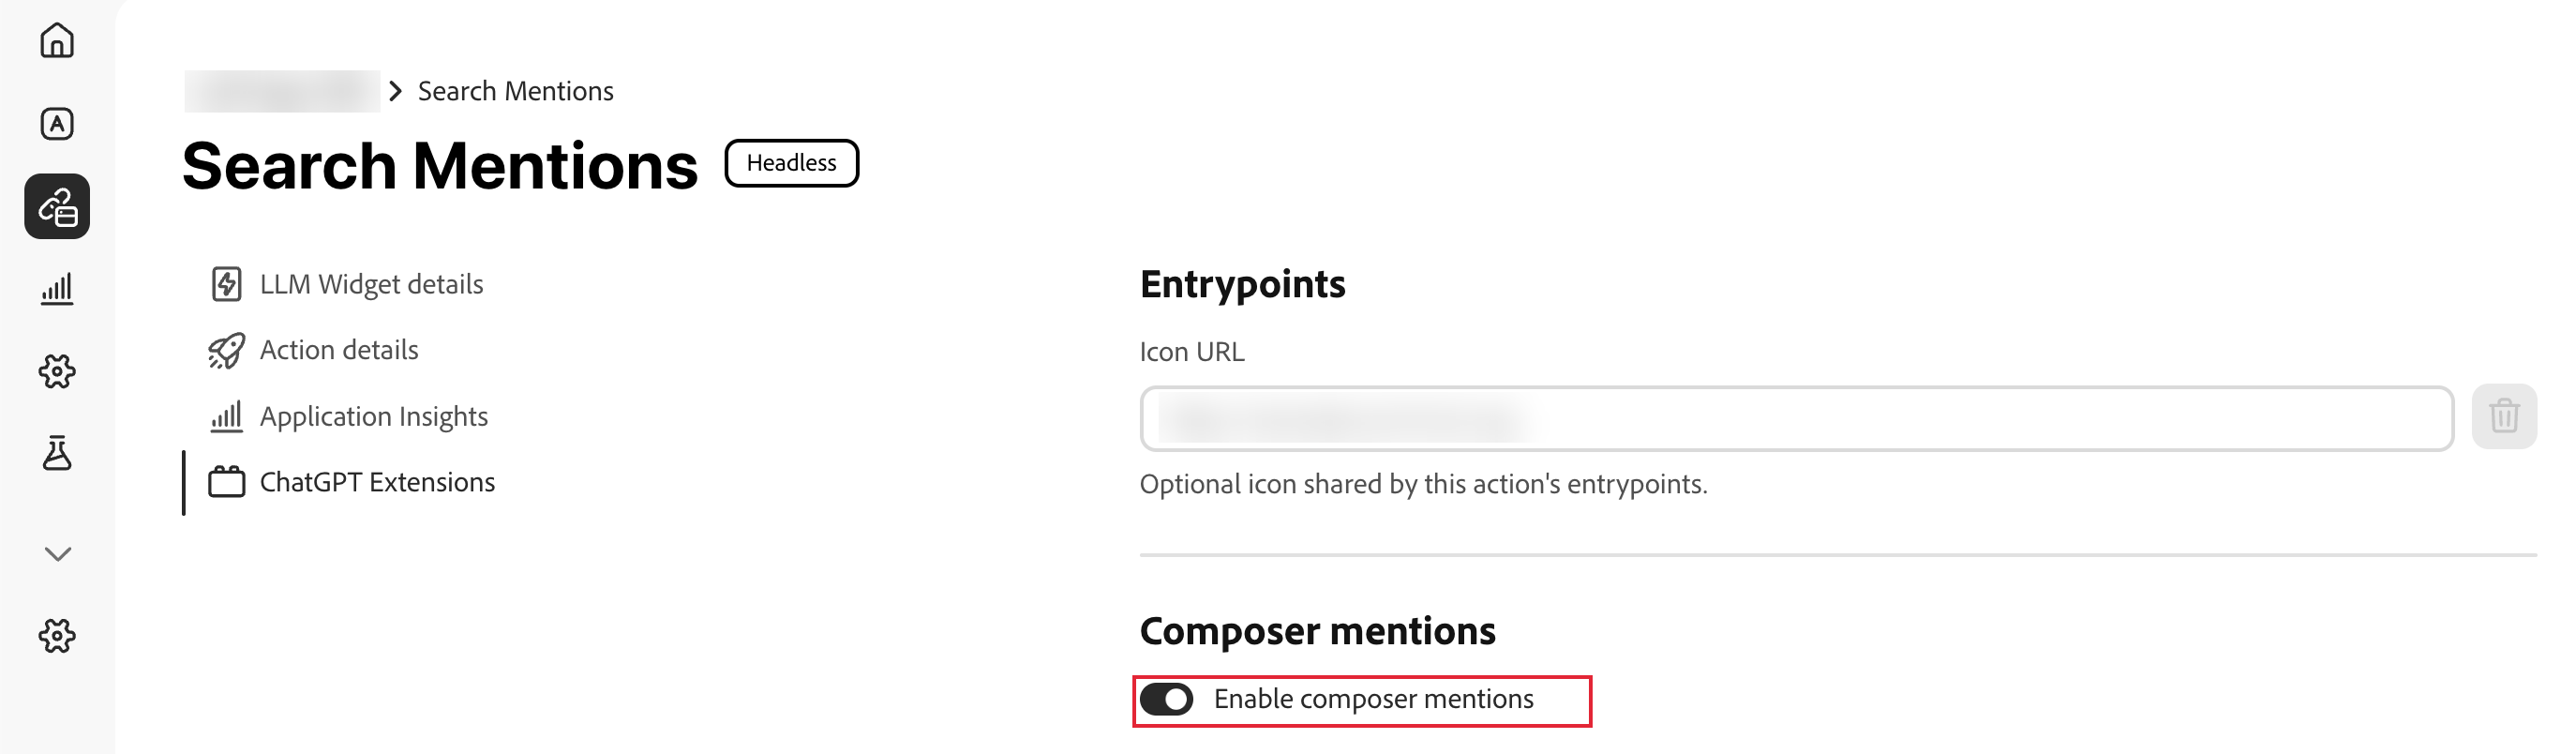 Search Mentions
Search Mentions
Headless
LLM Widget details
Action details
Application Insights
ChatGPT Extensions
Entrypoints
Icon URL
Optional icon shared by this action's entrypoints.
Composer mentions
Enable composer mentions